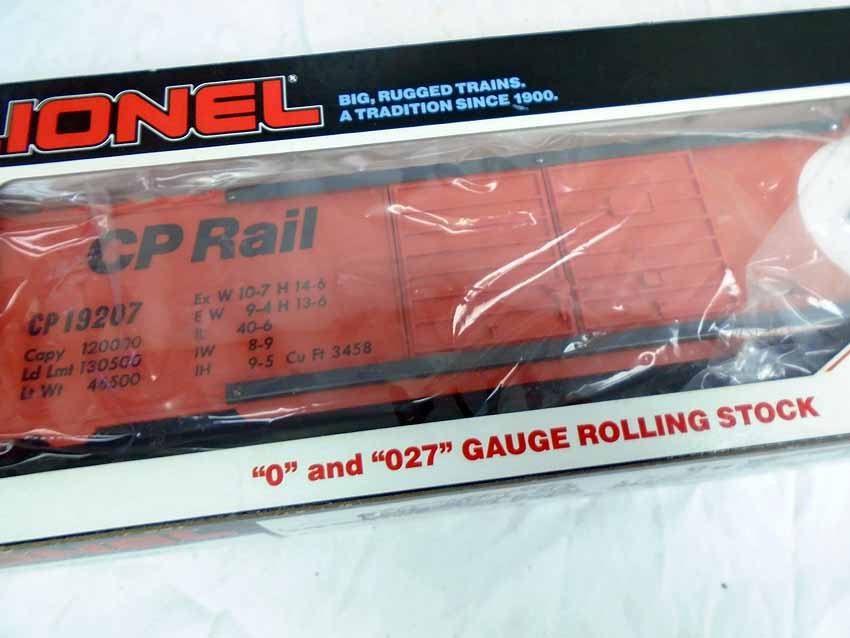 LIONEL®
BIG, RUGGED TRAINS.
A TRADITION SINCE 1900.
CP Rail
CP 19207
Capy 120000
Ld Lmt 130500
Lt Wt 46500
Ex W 10-7 H 14-6
E W 9-4 H 13-6
IL 40-6
IW 8-9
IH 9-5 Cu Ft 3458
"O" and "027" GAUGE ROLLING STOCK